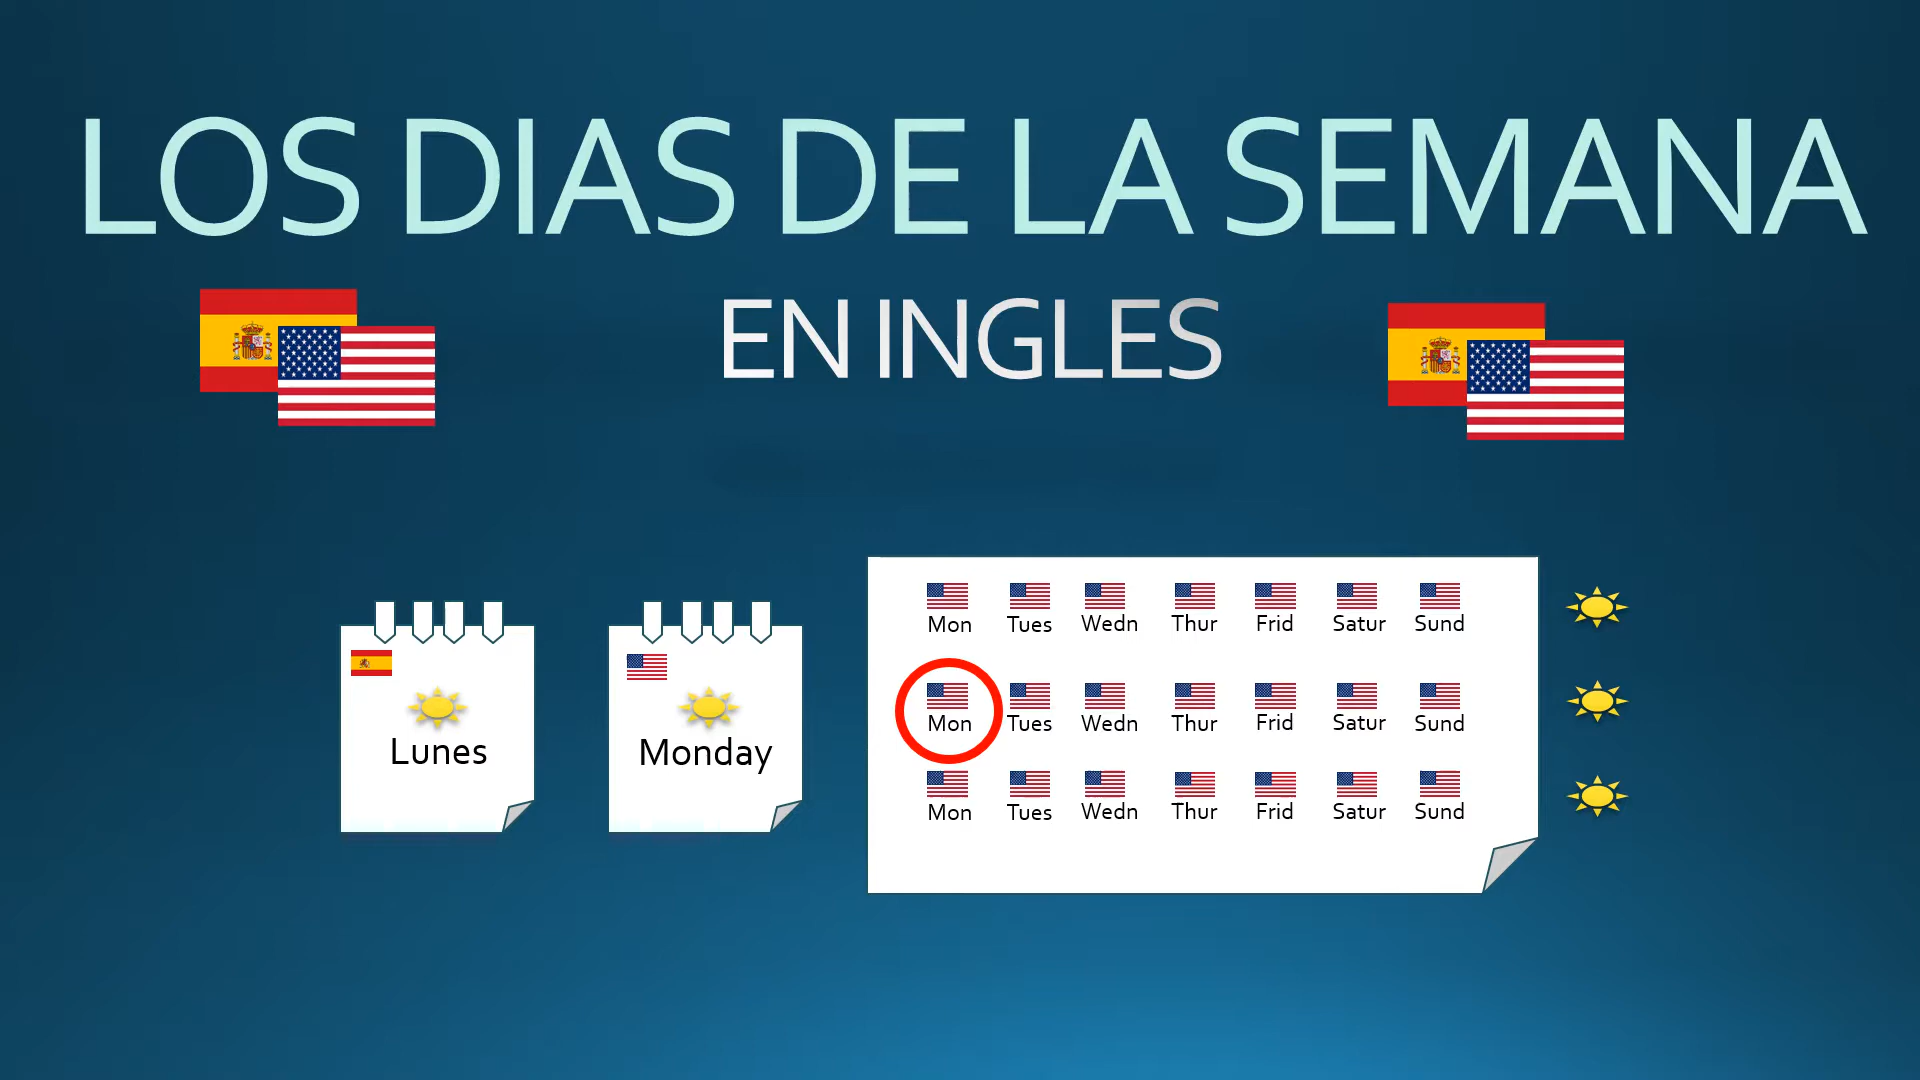 LOS DIAS DE LA SEMANA
EN INGLES
Lunes
Monday
Mon Tues Wedn Thur Frid Satur Sund
Mon Tues Wedn Thur Frid Satur Sund
Mon Tues Wedn Thur Frid Satur Sund